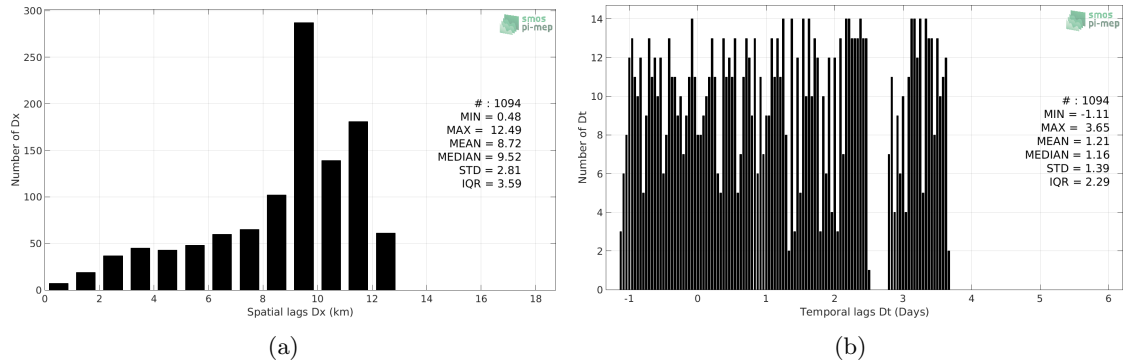 smos
pi-mep
300
250
200
150
100
50
0
Number of Dx
# : 1094
MIN = 0.48
MAX = 12.49
MEAN = 8.72
MEDIAN = 9.52
STD = 2.81
IQR = 3.59
0 2 4 6 8 10 12 14 16 18
Spatial lags Dx (km)
(a)
smos
pi-mep
14
12
10
8
6
4
2
0
Number of Dt
# : 1094
MIN = -1.11
MAX = 3.65
MEAN = 1.21
MEDIAN = 1.16
STD = 1.39
IQR = 2.29
-1 0 1 2 3 4 5 6
Temporal lags Dt (Days)
(b)